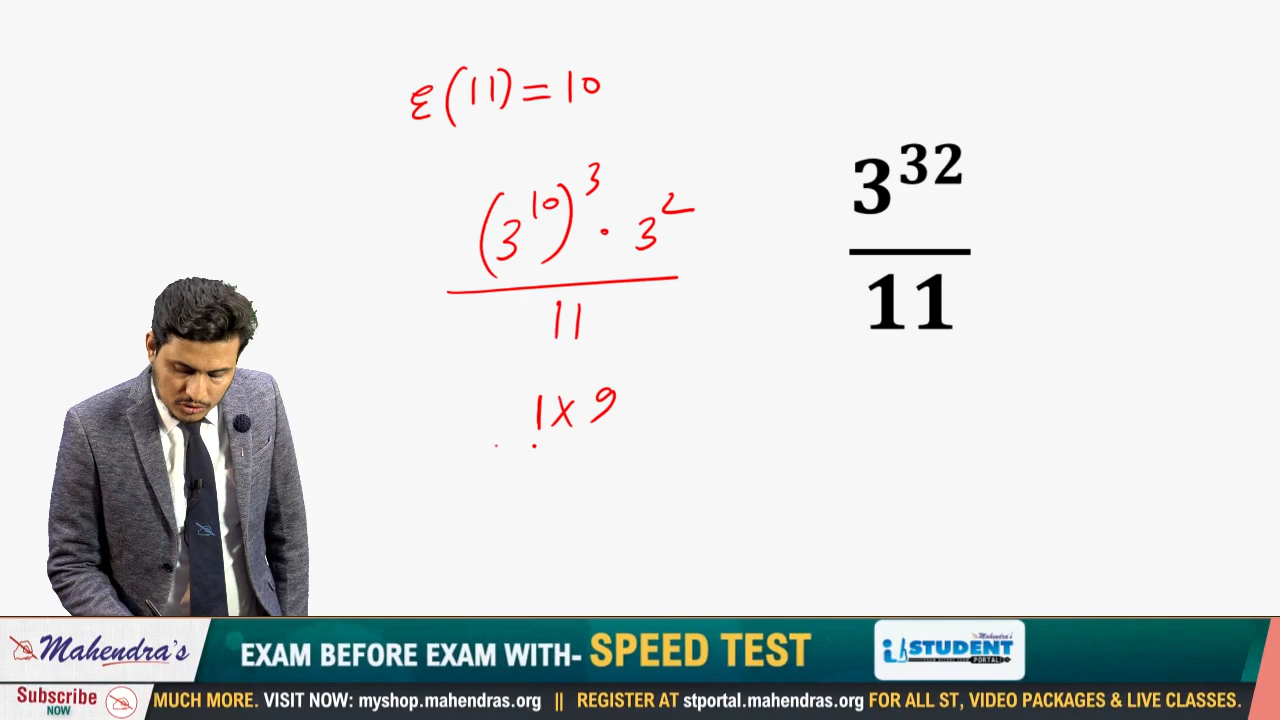 ε(11)=10
(3^10)^3 · 3^2
11
1x9
3^32
11
Mahendra's
EXAM BEFORE EXAM WITH- SPEED TEST
Mahendra's
STUDENT
PORTAL
Subscribe
NOW
MUCH MORE. VISIT NOW: myshop.mahendras.org || REGISTER AT stportal.mahendras.org FOR ALL ST, VIDEO PACKAGES & LIVE CLASSES.